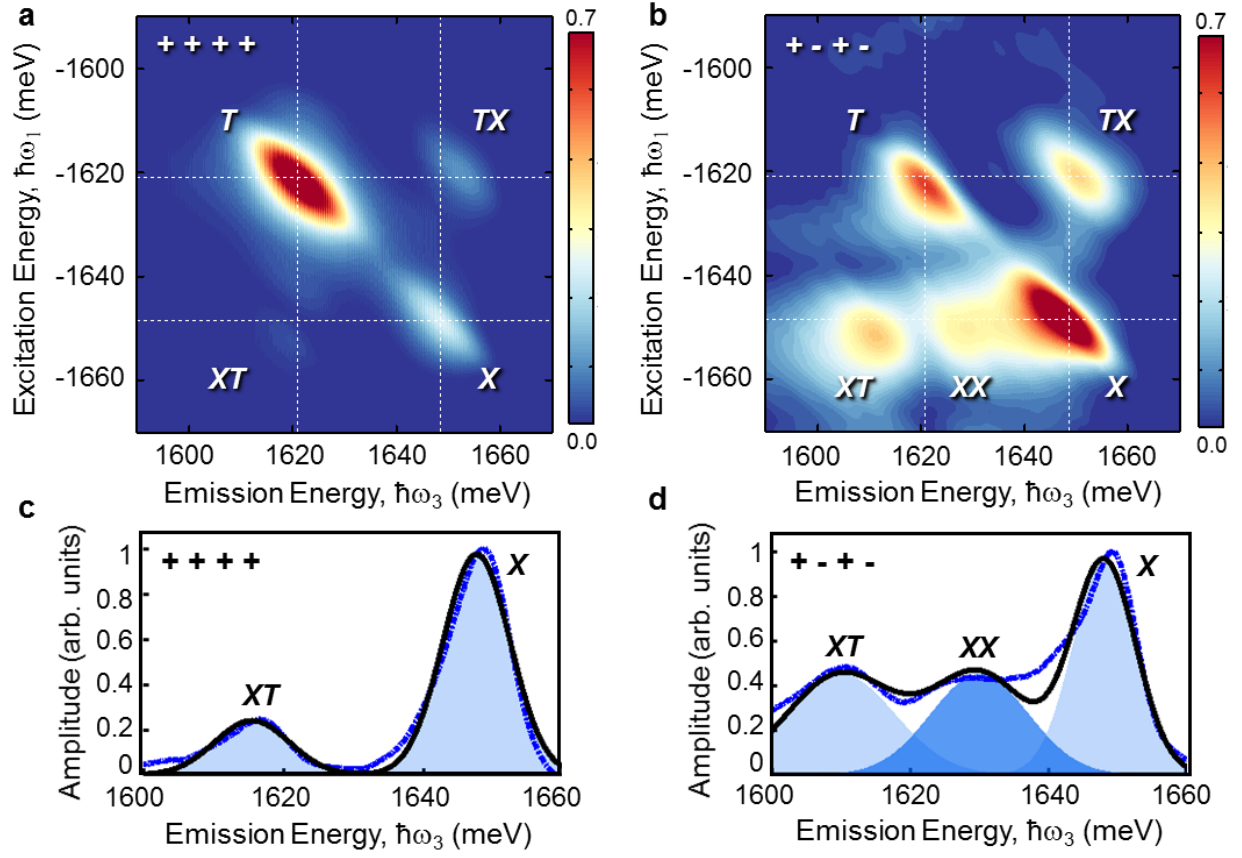 a
+ + + +
T
TX
XT
X
-1600
-1620
-1640
-1660
Excitation Energy, ħω₁ (meV)
1600 1620 1640 1660
Emission Energy, ħω₃ (meV)
0.7
0.0
b
+ - + -
T
TX
XT
XX
X
-1600
-1620
-1640
-1660
Excitation Energy, ħω₁ (meV)
1600 1620 1640 1660
Emission Energy, ħω₃ (meV)
0.7
0.0
c
+ + + +
XT
X
1
0.8
0.6
0.4
0.2
0
Amplitude (arb. units)
1600 1620 1640 1660
Emission Energy, ħω₃ (meV)
d
+ - + -
XT
XX
X
1
0.8
0.6
0.4
0.2
0
Amplitude (arb. units)
1600 1620 1640 1660
Emission Energy, ħω₃ (meV)